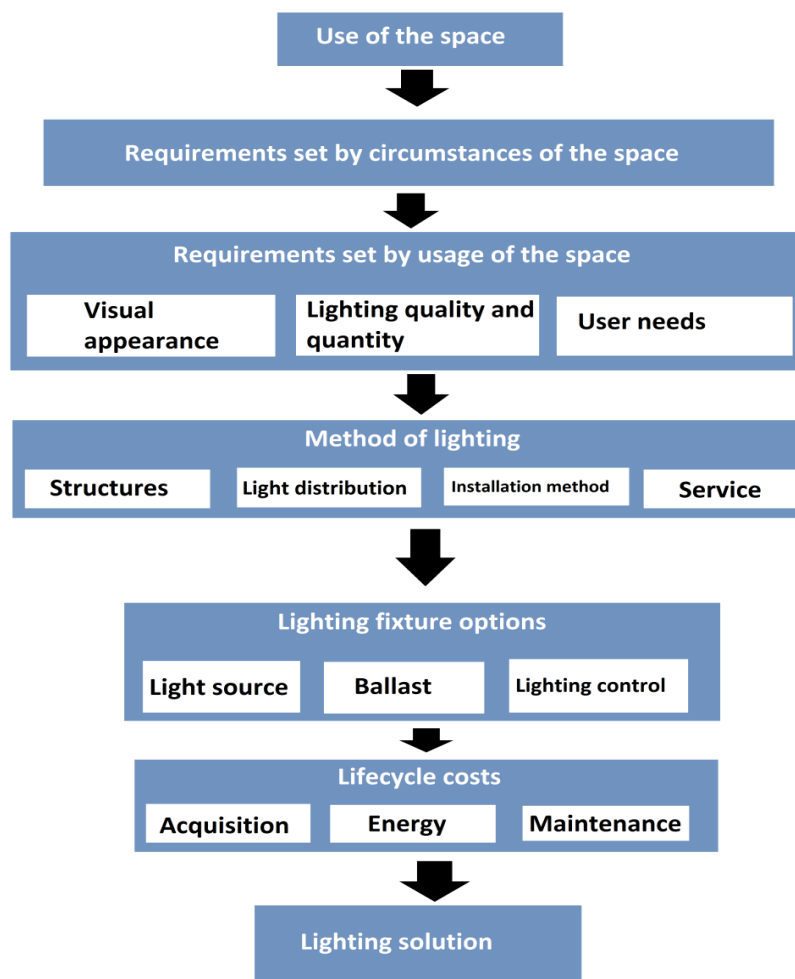 Use of the space
Requirements set by circumstances of the space
Requirements set by usage of the space
Visual
appearance
Lighting quality and
quantity
User needs
Method of lighting
Structures
Light distribution
Installation method
Service
Lighting fixture options
Light source
Ballast
Lighting control
Lifecycle costs
Acquisition
Energy
Maintenance
Lighting solution